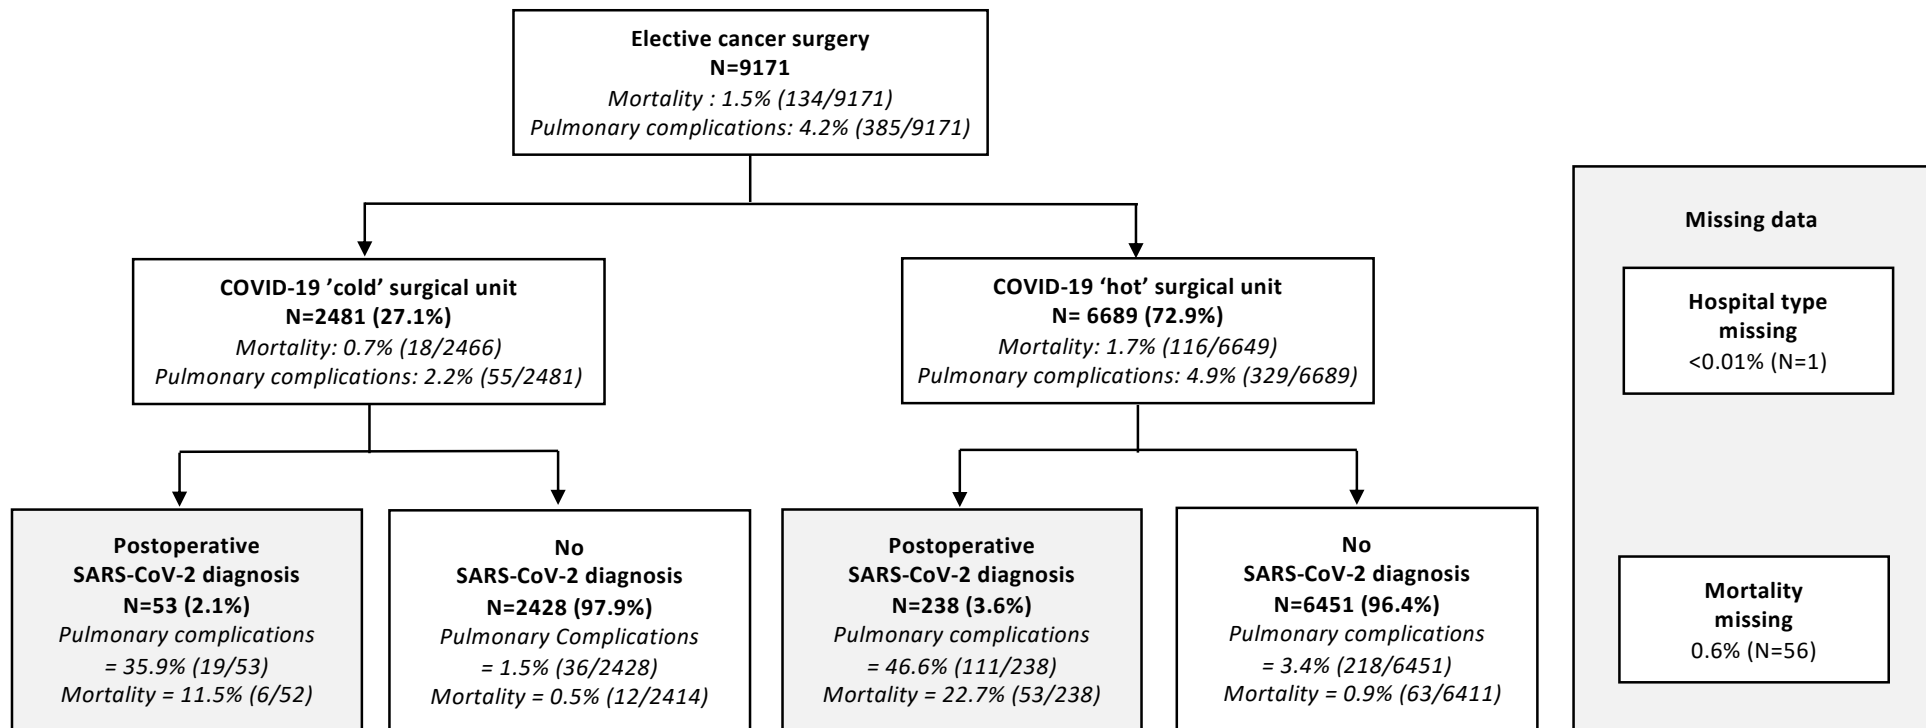 Elective cancer surgery
N=9171
Mortality : 1.5% (134/9171)
Pulmonary complications: 4.2% (385/9171)
COVID-19 ’cold’ surgical unit
N=2481 (27.1%)
Mortality: 0.7% (18/2466)
Pulmonary complications: 2.2% (55/2481)
COVID-19 ‘hot’ surgical unit
N= 6689 (72.9%)
Mortality: 1.7% (116/6649)
Pulmonary complications: 4.9% (329/6689)
Postoperative
SARS-CoV-2 diagnosis
N=53 (2.1%)
Pulmonary complications
= 35.9% (19/53)
Mortality = 11.5% (6/52)
No
SARS-CoV-2 diagnosis
N=2428 (97.9%)
Pulmonary Complications
= 1.5% (36/2428)
Mortality = 0.5% (12/2414)
Postoperative
SARS-CoV-2 diagnosis
N=238 (3.6%)
Pulmonary complications
= 46.6% (111/238)
Mortality = 22.7% (53/238)
No
SARS-CoV-2 diagnosis
N=6451 (96.4%)
Pulmonary complications
= 3.4% (218/6451)
Mortality = 0.9% (63/6411)
Missing data
Hospital type
missing
<0.01% (N=1)
Mortality
missing
0.6% (N=56)